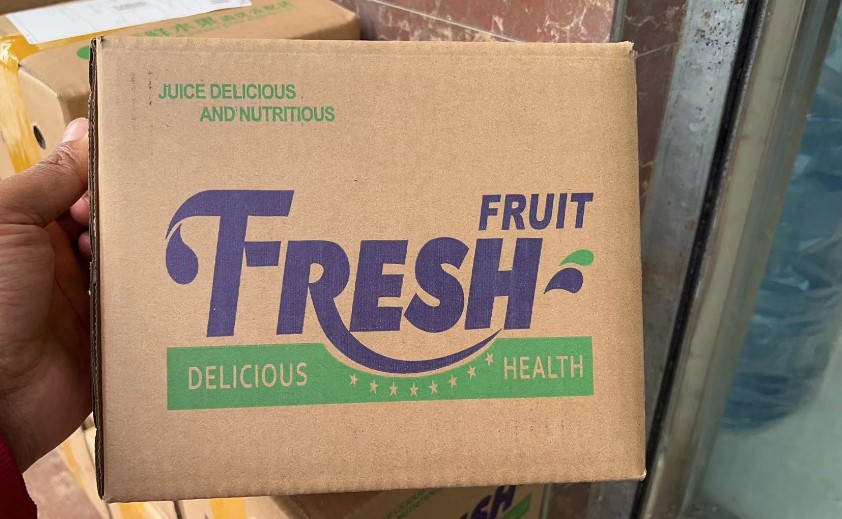 JUICE DELICIOUS
AND NUTRITIOUS
FRUIT
FRESH
DELICIOUS
HEALTH